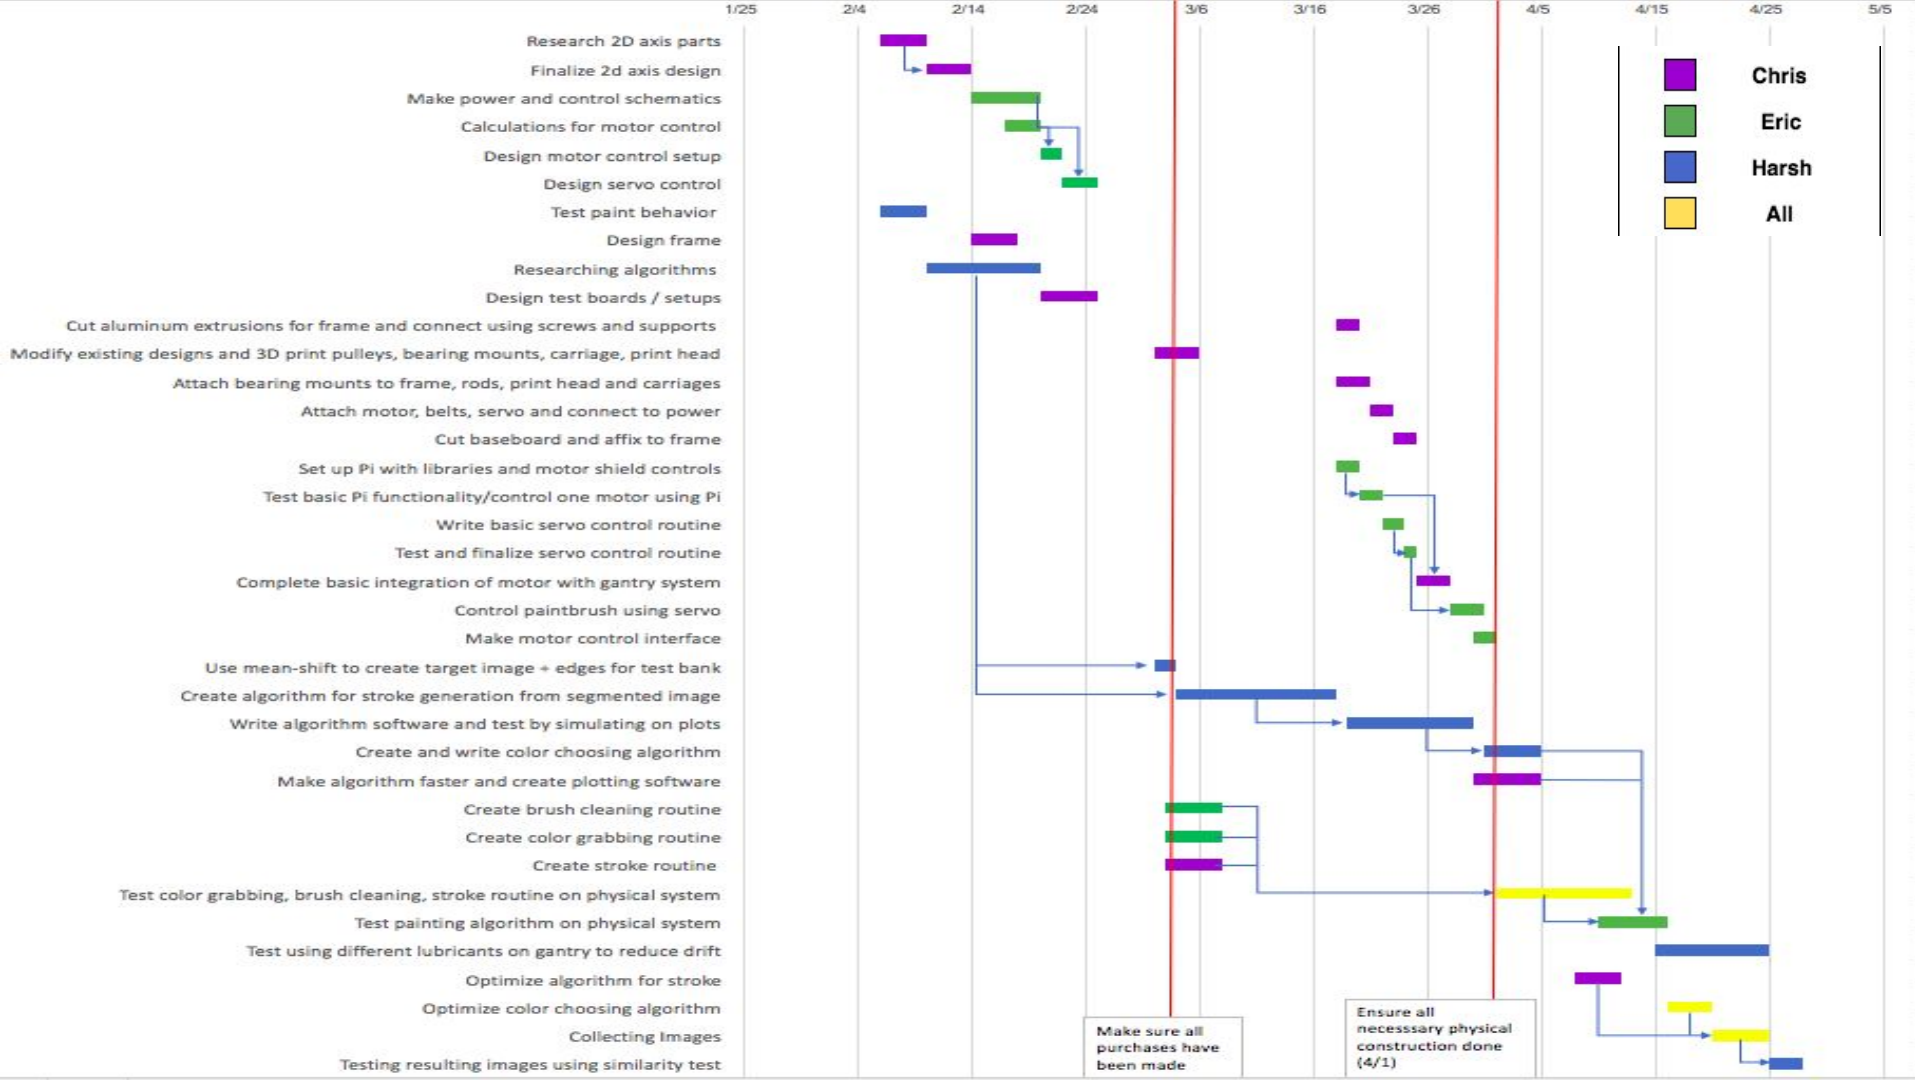 1/25 2/4 2/14 2/24 3/6 3/16 3/26 4/5 4/15 4/25 5/5
Research 2D axis parts
Finalize 2d axis design
Make power and control schematics
Calculations for motor control
Design motor control setup
Design servo control
Test paint behavior
Design frame
Researching algorithms
Design test boards / setups
Cut aluminum extrusions for frame and connect using screws and supports
Modify existing designs and 3D print pulleys, bearing mounts, carriage, print head
Attach bearing mounts to frame, rods, print head and carriages
Attach motor, belts, servo and connect to power
Cut baseboard and affix to frame
Set up Pi with libraries and motor shield controls
Test basic Pi functionality/control one motor using Pi
Write basic servo control routine
Test and finalize servo control routine
Complete basic integration of motor with gantry system
Control paintbrush using servo
Make motor control interface
Use mean-shift to create target image + edges for test bank
Create algorithm for stroke generation from segmented image
Write algorithm software and test by simulating on plots
Create and write color choosing algorithm
Make algorithm faster and create plotting software
Create brush cleaning routine
Create color grabbing routine
Create stroke routine
Test color grabbing, brush cleaning, stroke routine on physical system
Test painting algorithm on physical system
Test using different lubricants on gantry to reduce drift
Optimize algorithm for stroke
Optimize color choosing algorithm
Collecting Images
Testing resulting images using similarity test
Chris
Eric
Harsh
All
Make sure all
purchases have
been made
Ensure all
necesssary physical
construction done
(4/1)